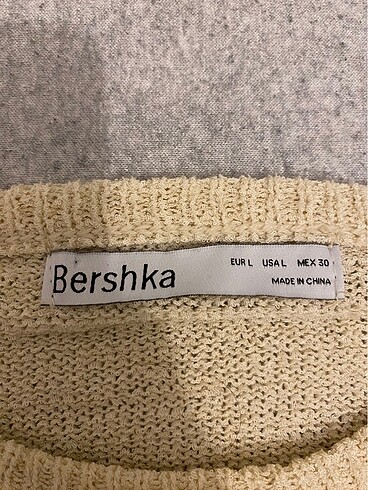 Bershka
EUR L USA L MEX 30
MADE IN CHINA